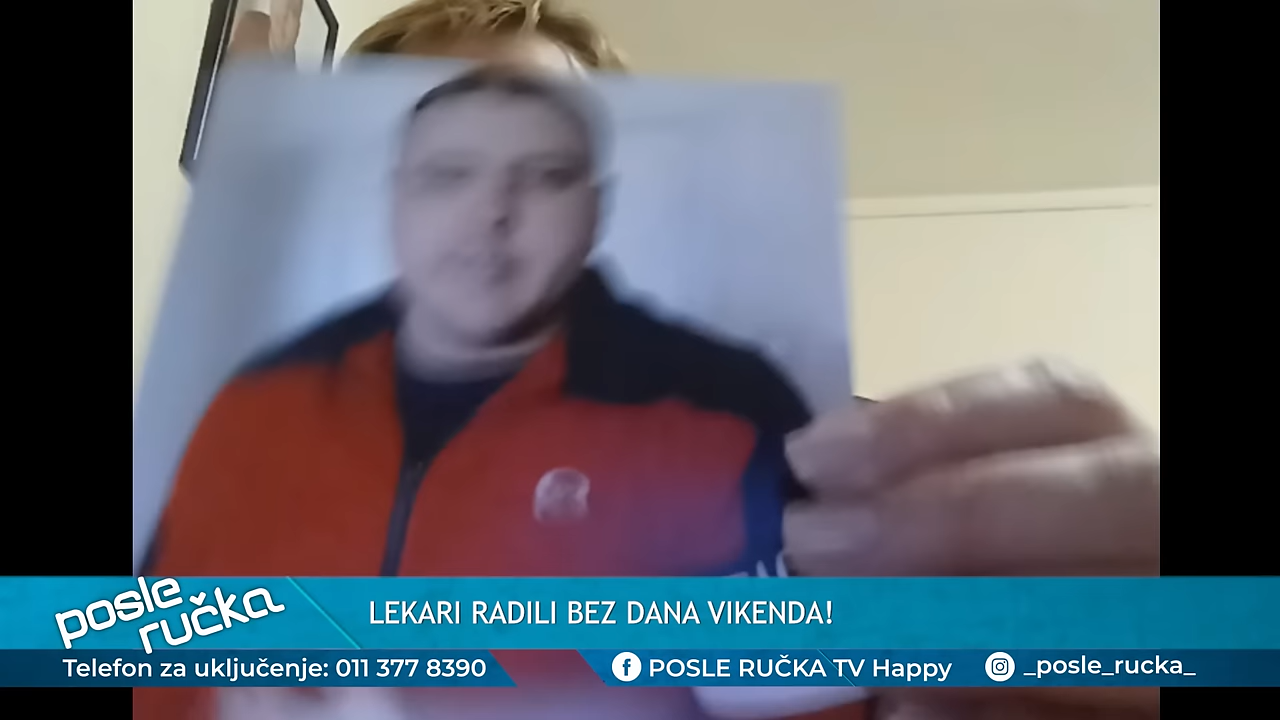 posle
ručka
LEKARI RADILI BEZ DANA VIKENDA!
Telefon za uključenje: 011 377 8390
POSLE RUČKA TV Happy
_posle_rucka_